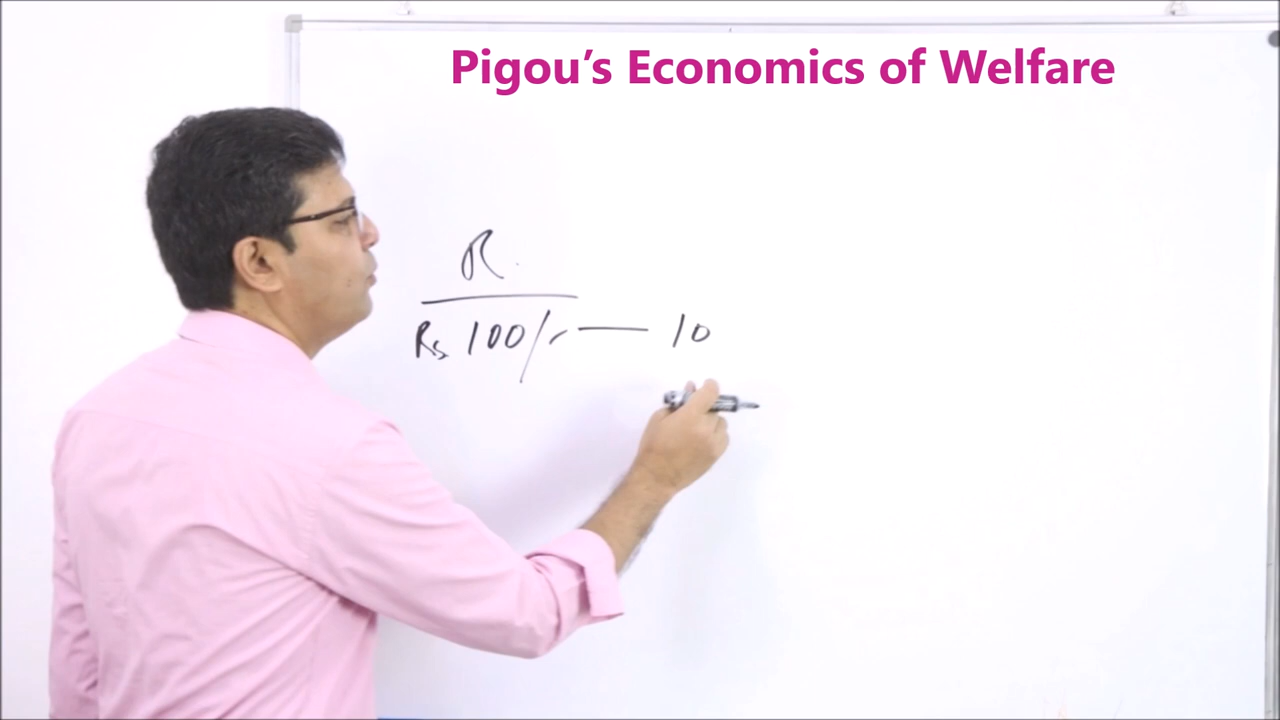 Pigou’s Economics of Welfare
R.
Rs 100/- — 10